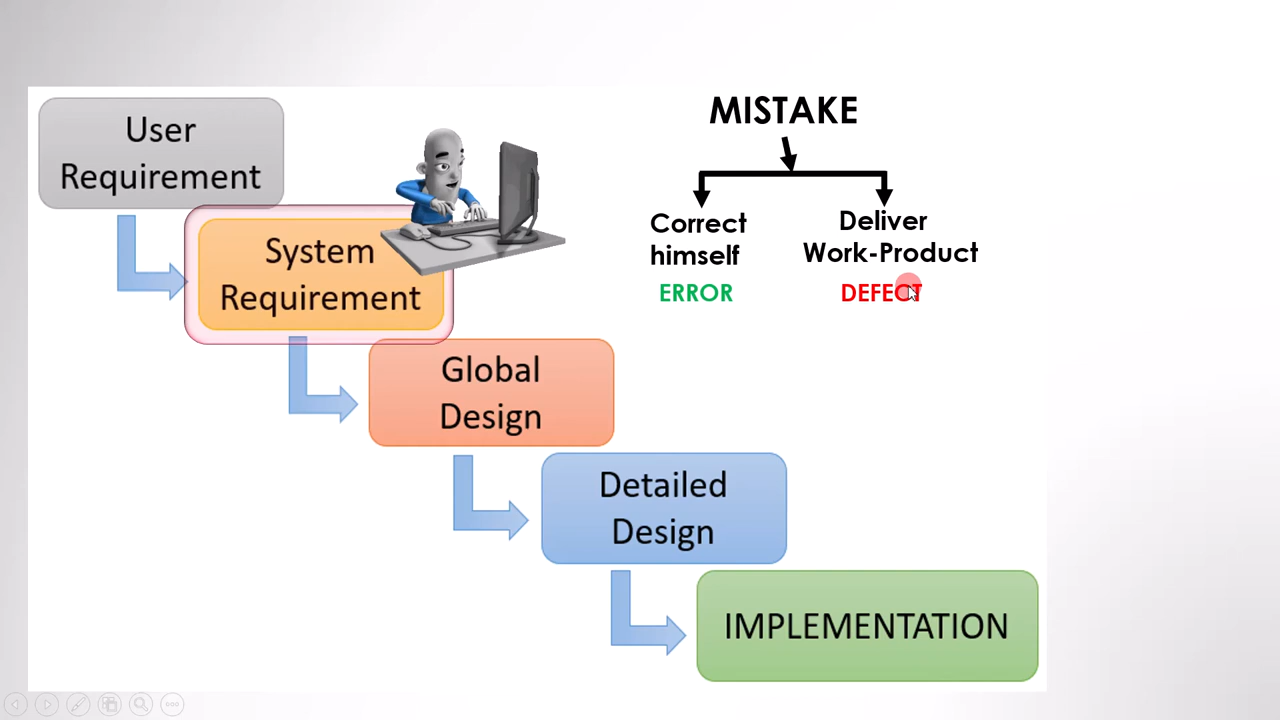 User
Requirement
System
Requirement
Global
Design
Detailed
Design
IMPLEMENTATION
MISTAKE
Correct
himself
ERROR
Deliver
Work-Product
DEFECT